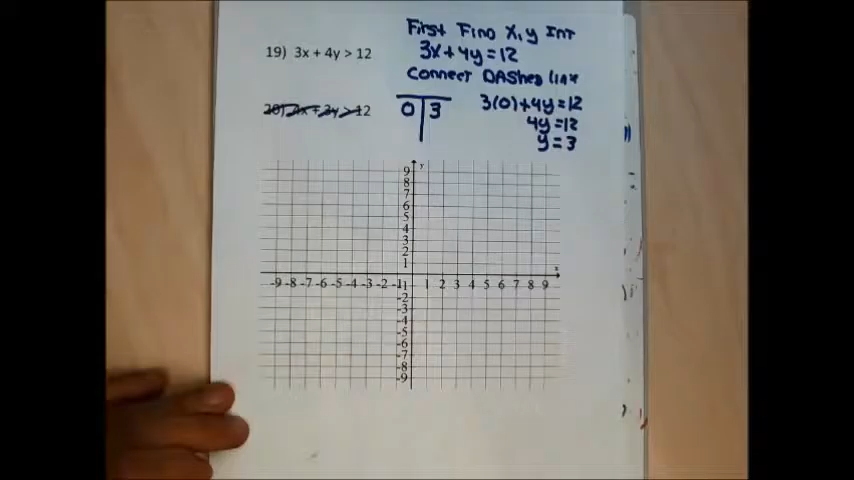 First Find X, y Int
19) 3x + 4y > 12
3x + 4y = 12
Connect DAShed line
20) 2x + 3y > 12
0 3
3(0) + 4y = 12
4y = 12
y = 3
y
9
8
7
6
5
4
3
2
1
x
-9 -8 -7 -6 -5 -4 -3 -2 -1 1 2 3 4 5 6 7 8 9
-1
-2
-3
-4
-5
-6
-7
-8
-9